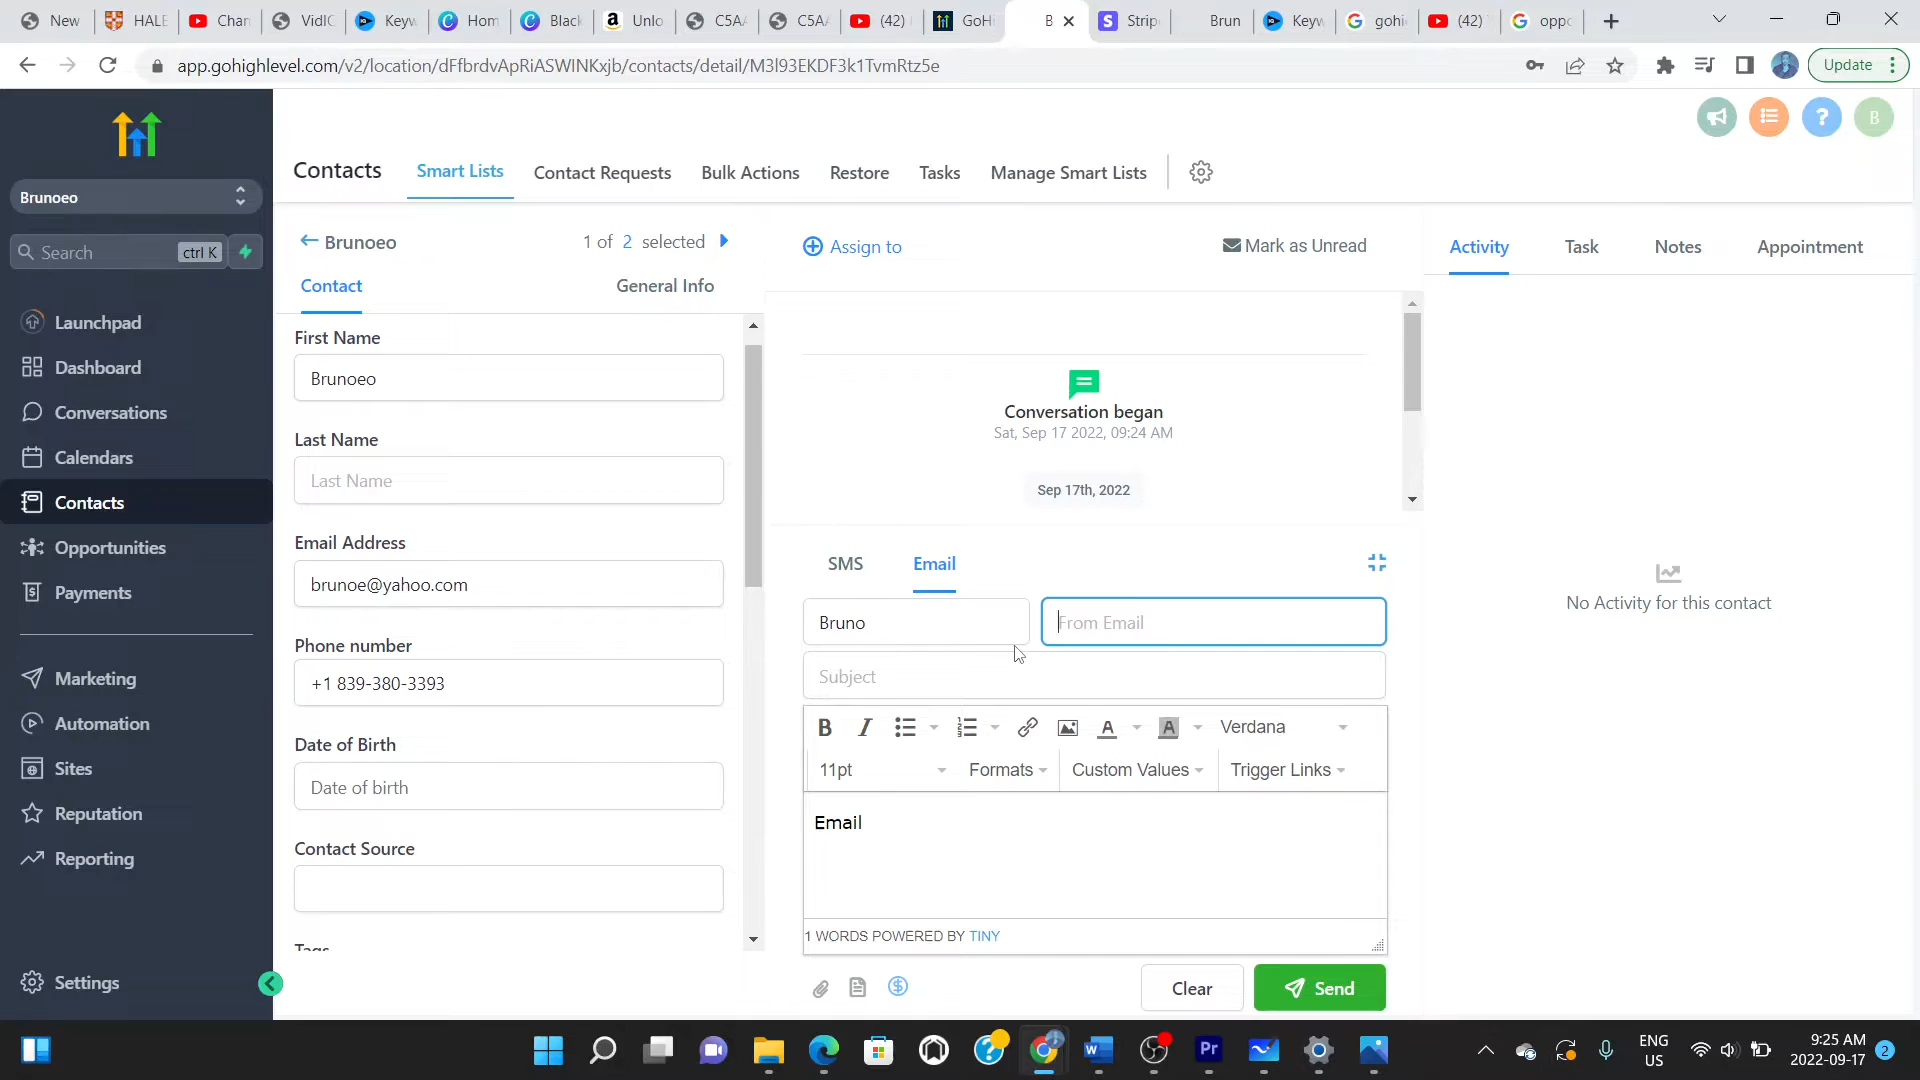 New
HALE
Chan
VidIC
Keyw
Hom
Blac
Unlo
C5AA
C5AA
(42)
GoHi
B
Strip
Brun
Keyw
gohi
(42)
oppo
app.gohighlevel.com/v2/location/dFfbrdvApRiASWINKxjb/contacts/detail/M3l93EKDF3k1TvmRtz5e
Update
B
Contacts
Smart Lists
Contact Requests
Bulk Actions
Restore
Tasks
Manage Smart Lists
Brunoeo
Search
ctrl K
Launchpad
Dashboard
Conversations
Calendars
Contacts
Opportunities
Payments
Marketing
Automation
Sites
Reputation
Reporting
Settings
Brunoeo
1 of 2 selected
Contact
General Info
First Name
Brunoeo
Last Name
Last Name
Email Address
brunoe@yahoo.com
Phone number
+1 839-380-3393
Date of Birth
Date of birth
Contact Source
Tags
Assign to
Mark as Unread
Conversation began
Sat, Sep 17 2022, 09:24 AM
Sep 17th, 2022
SMS
Email
Bruno
From Email
Subject
B I
A
A
Verdana
11pt
Formats
Custom Values
Trigger Links
Email
1 WORDS POWERED BY TINY
Clear
Send
Activity
Task
Notes
Appointment
No Activity for this contact
ENG
US
9:25 AM
2022-09-17
2